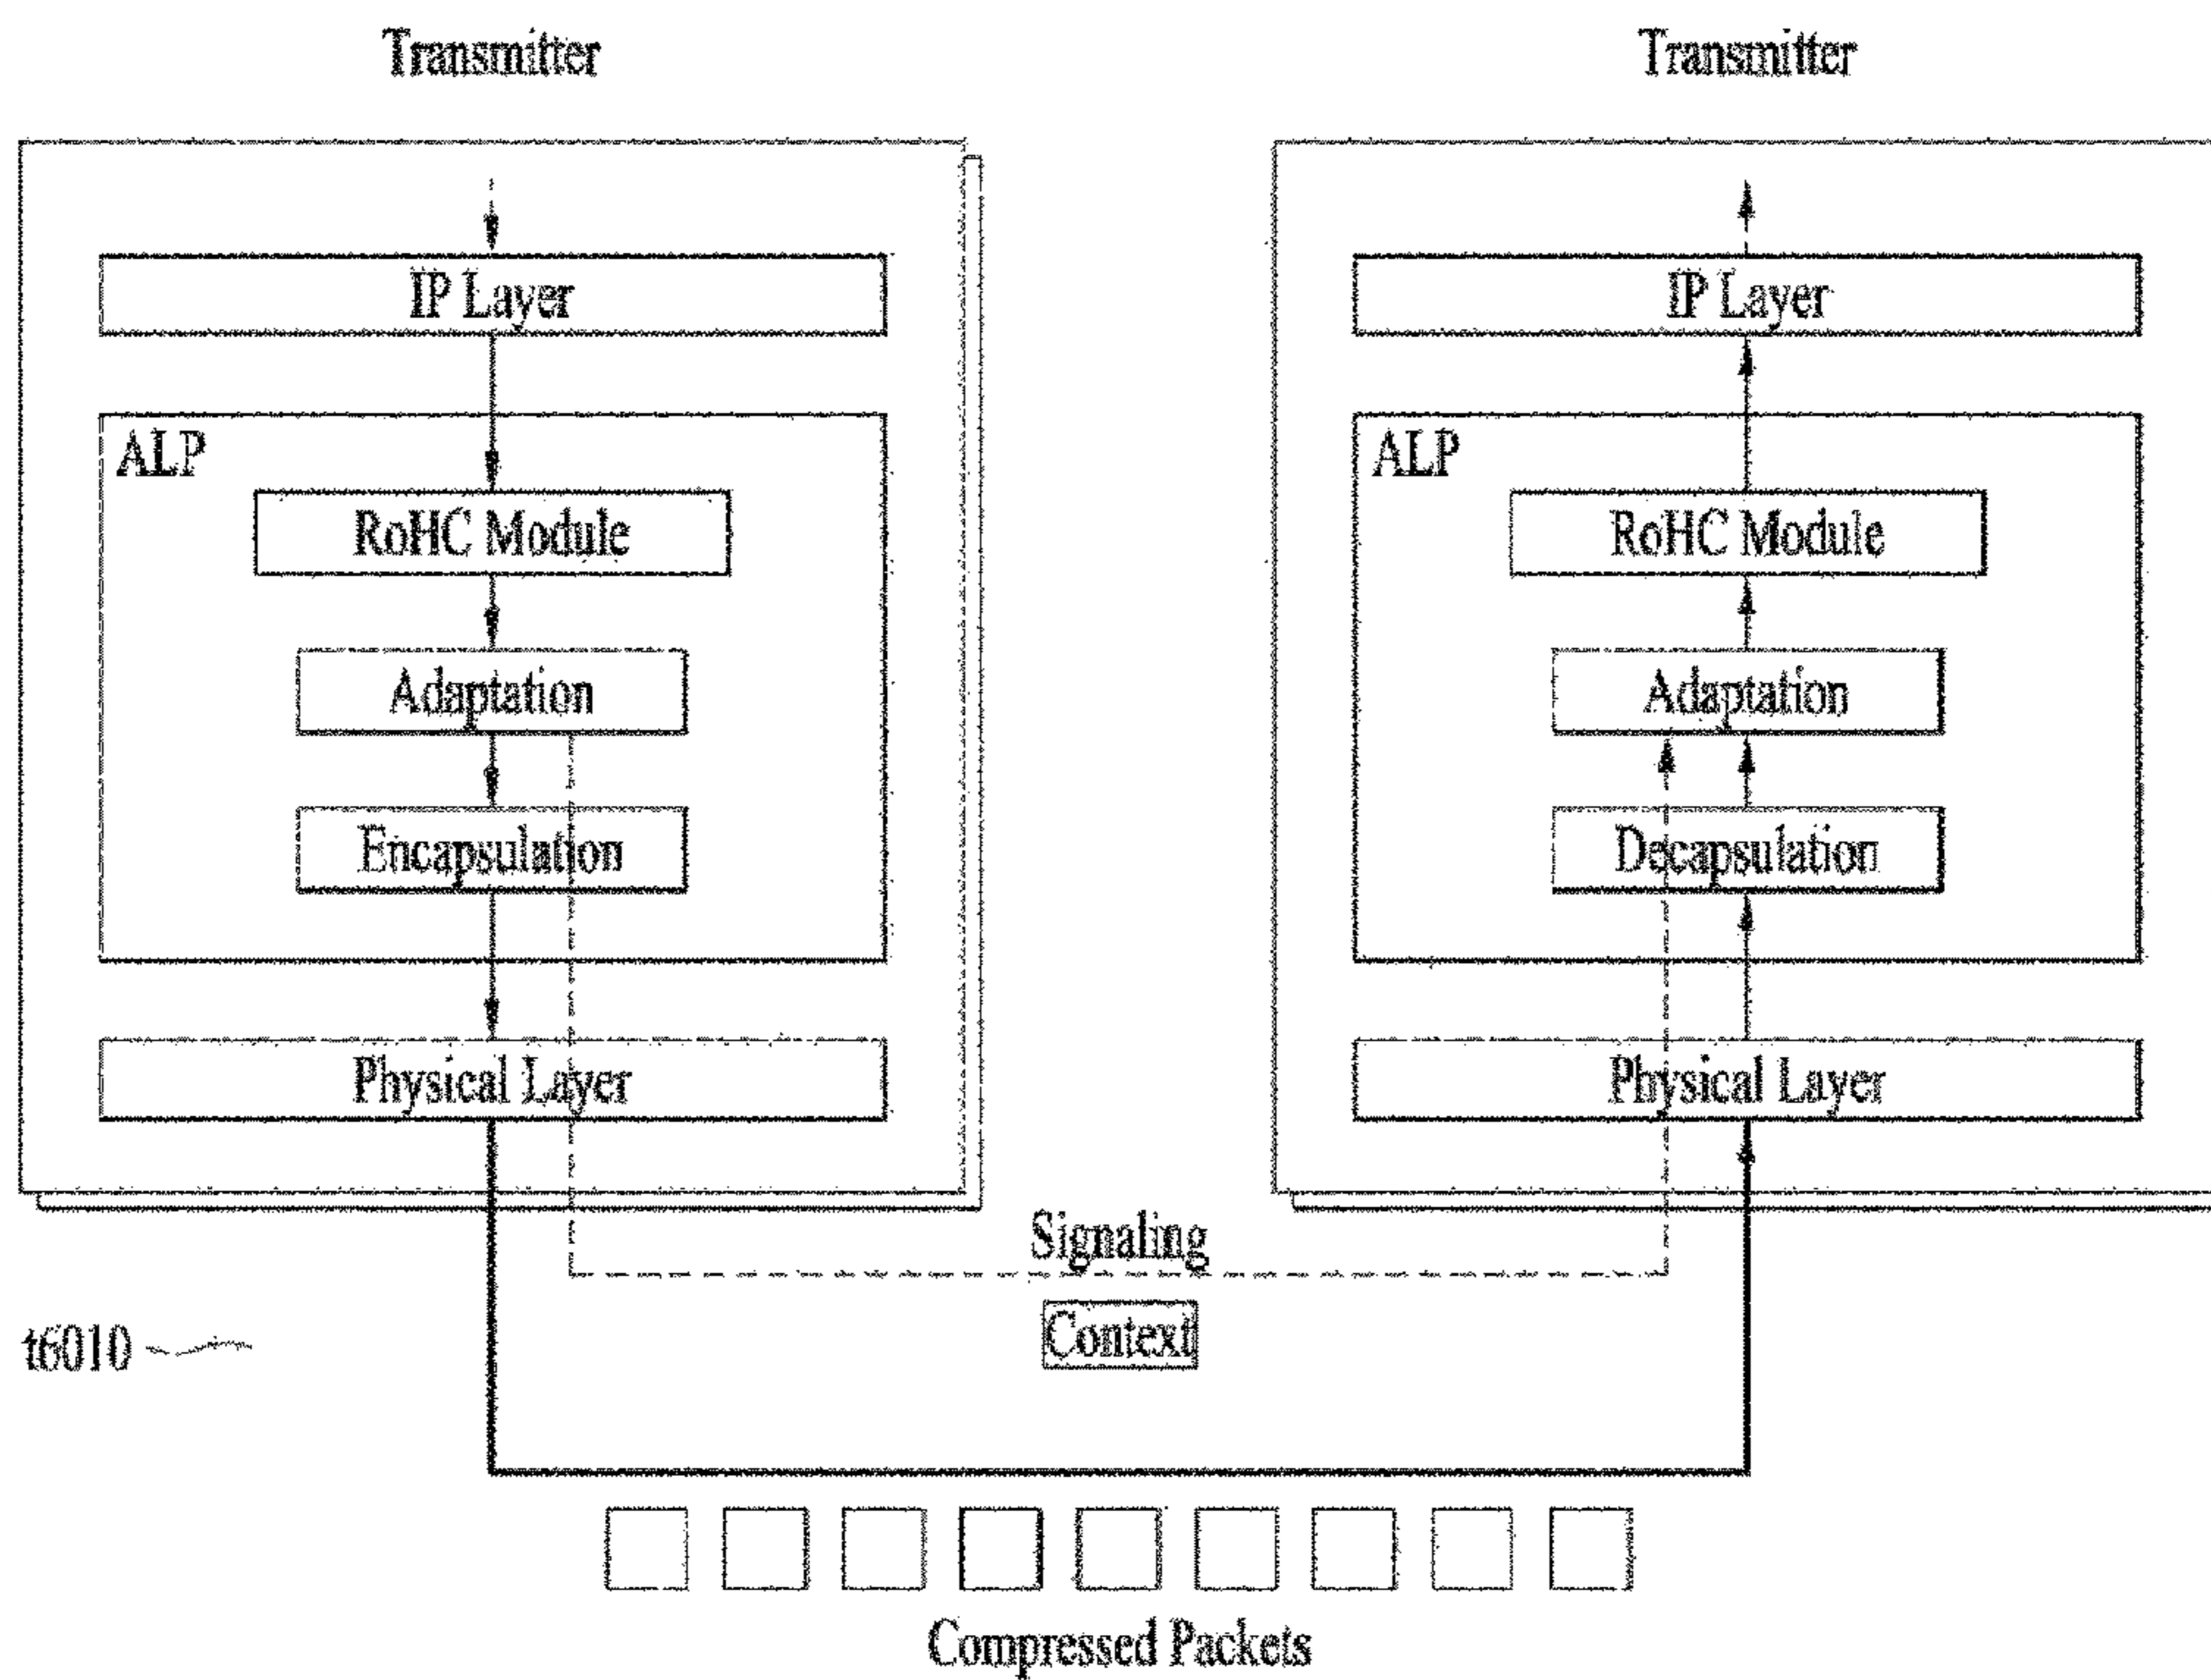 Transmitter
IP Layer
ALP
RoHC Module
Adaptation
Encapsulation
Physical Layer
Transmitter
IP Layer
ALP
RoHC Module
Adaptation
Decapsulation
Physical Layer
Signaling
Context
t6010
Compressed Packets